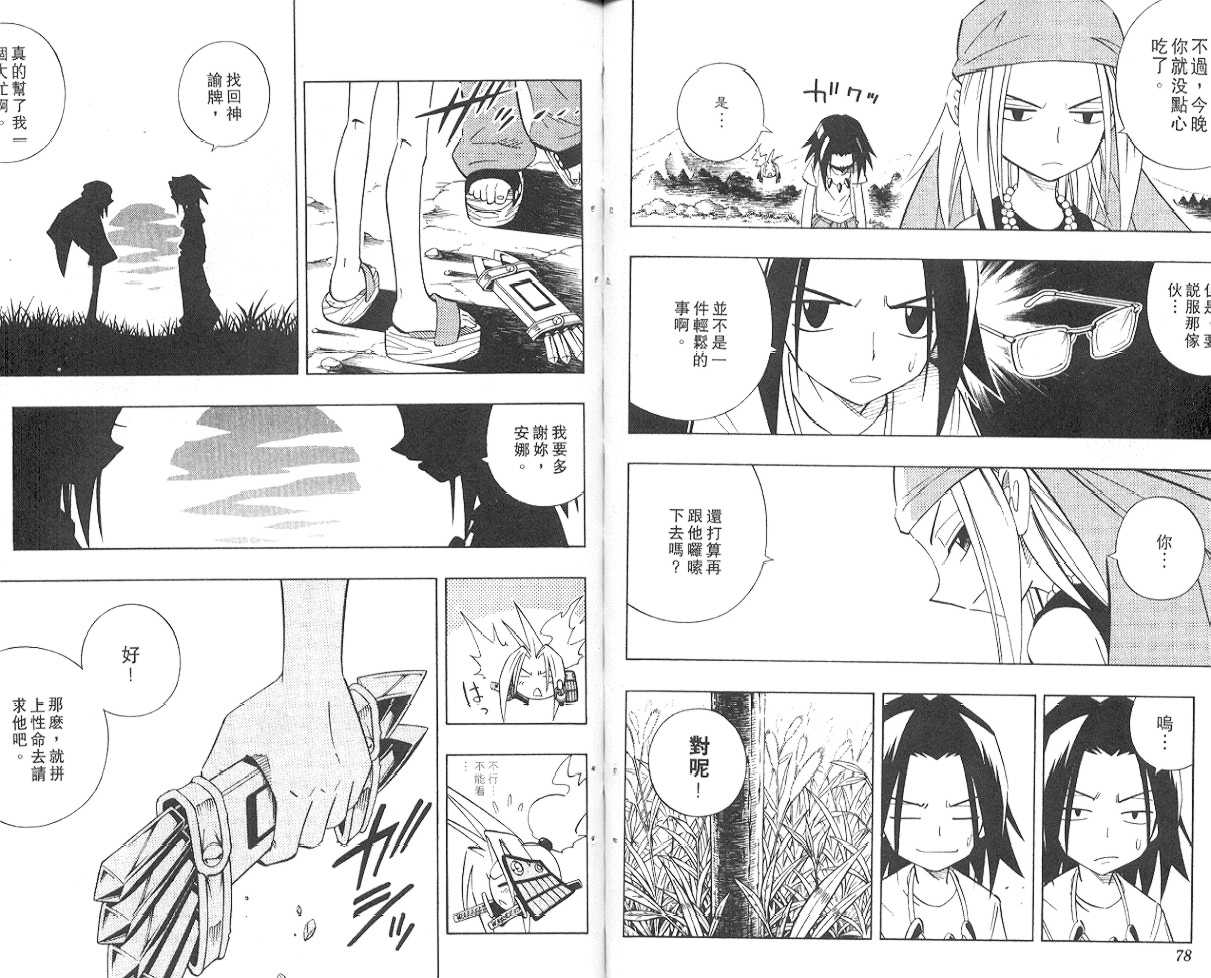 不過，今晚
你就没點心
吃了。
ガクッ
是…
說服那傢
伙…
並不是一
件輕鬆的
事啊。
你…
還打算再
跟他囉嗦
下去嗎？
嗚…
對呢！
78
找回神
諭牌，
真的幫了我一
個大忙啊。
我要多
謝妳，
安娜。
はっ
不行…
不能看
…
好！
那麼，就拼
上性命去請
求他吧。